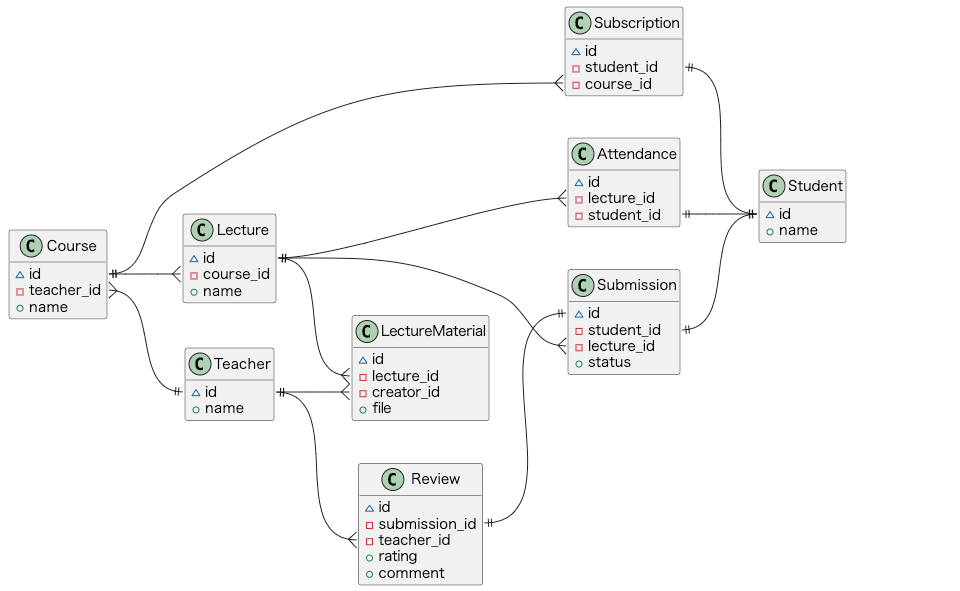 C Subscription
id
student_id
course_id
C Attendance
id
lecture_id
student_id
C Student
id
name
C Course
id
teacher_id
name
C Lecture
id
course_id
name
C Submission
id
student_id
lecture_id
status
C LectureMaterial
id
lecture_id
creator_id
file
C Teacher
id
name
C Review
id
submission_id
teacher_id
rating
comment